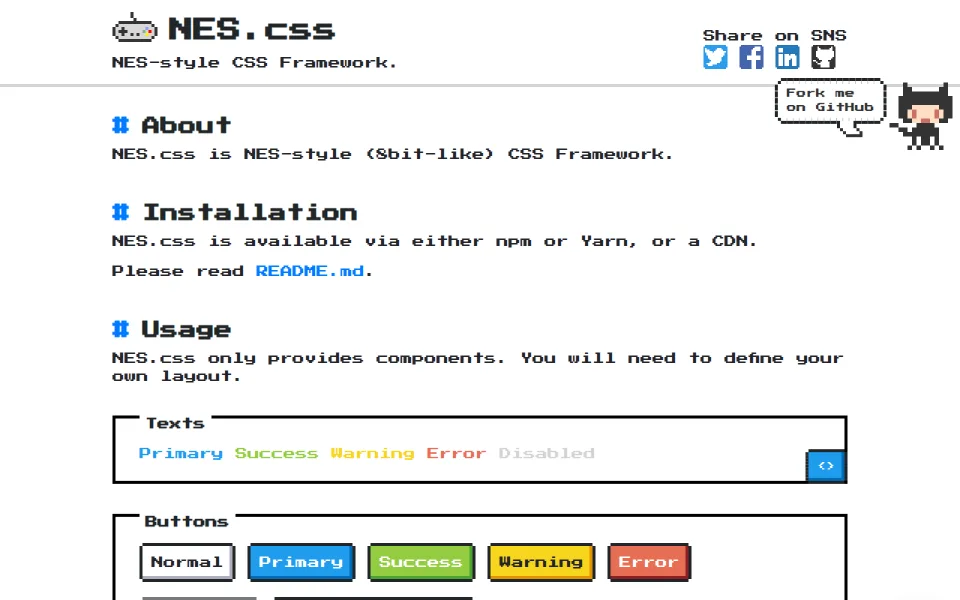 NES.css
NES-style CSS Framework.
Share on SNS
Fork me
on GitHub
# About
NES.css is NES-style (8bit-like) CSS Framework.
# Installation
NES.css is available via either npm or Yarn, or a CDN.
Please read README.md.
# Usage
NES.css only provides components. You will need to define your
own layout.
Texts
Primary Success Warning Error Disabled
<>
Buttons
Normal Primary Success Warning Error